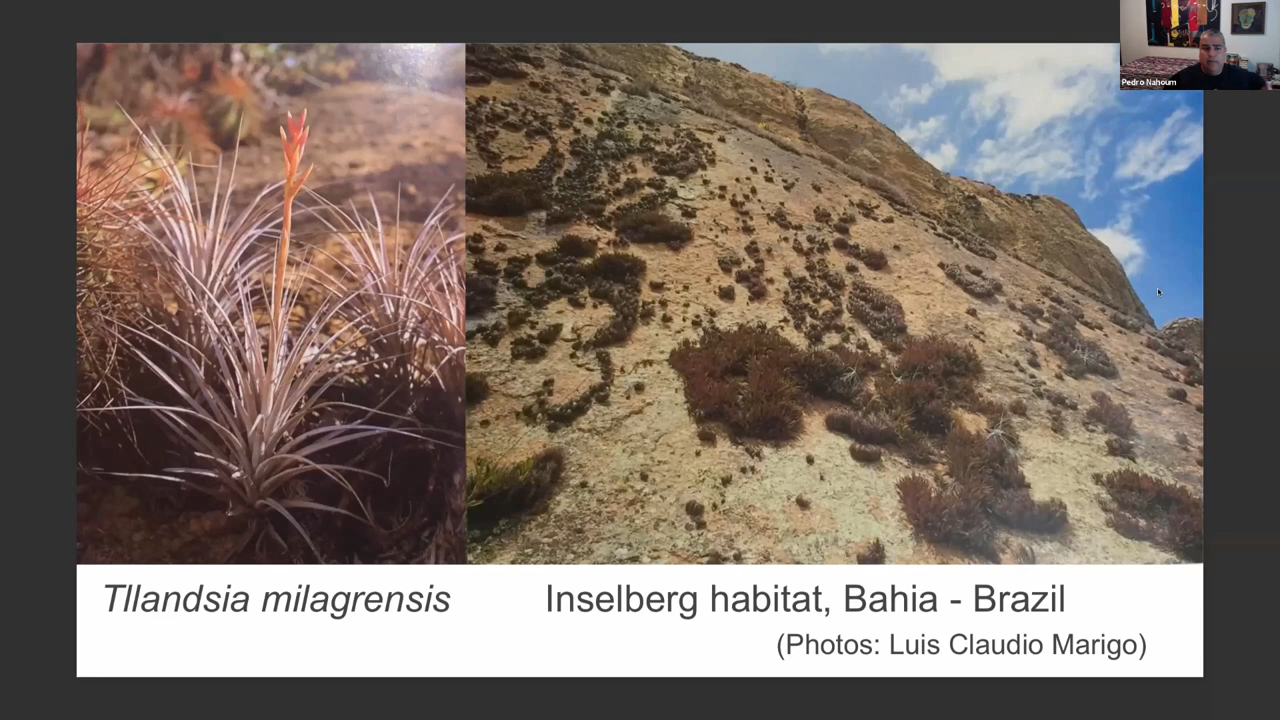 Pedro Nahoum
Tllandsia milagrensis
Inselberg habitat, Bahia - Brazil
(Photos: Luis Claudio Marigo)